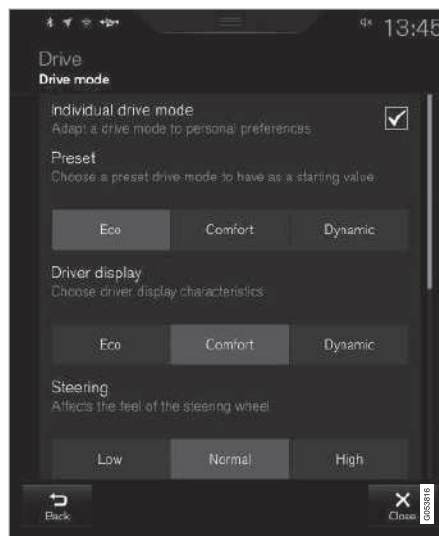 13:45
Drive
Drive mode
Individual drive mode
Adapt a drive mode to personal preferences
Preset
Choose a preset drive mode to have as a starting value
Eco Comfort Dynamic
Driver display
Choose driver display characteristics
Eco Comfort Dynamic
Steering
Affects the feel of the steering wheel
Low Normal High
Back Close
G053816